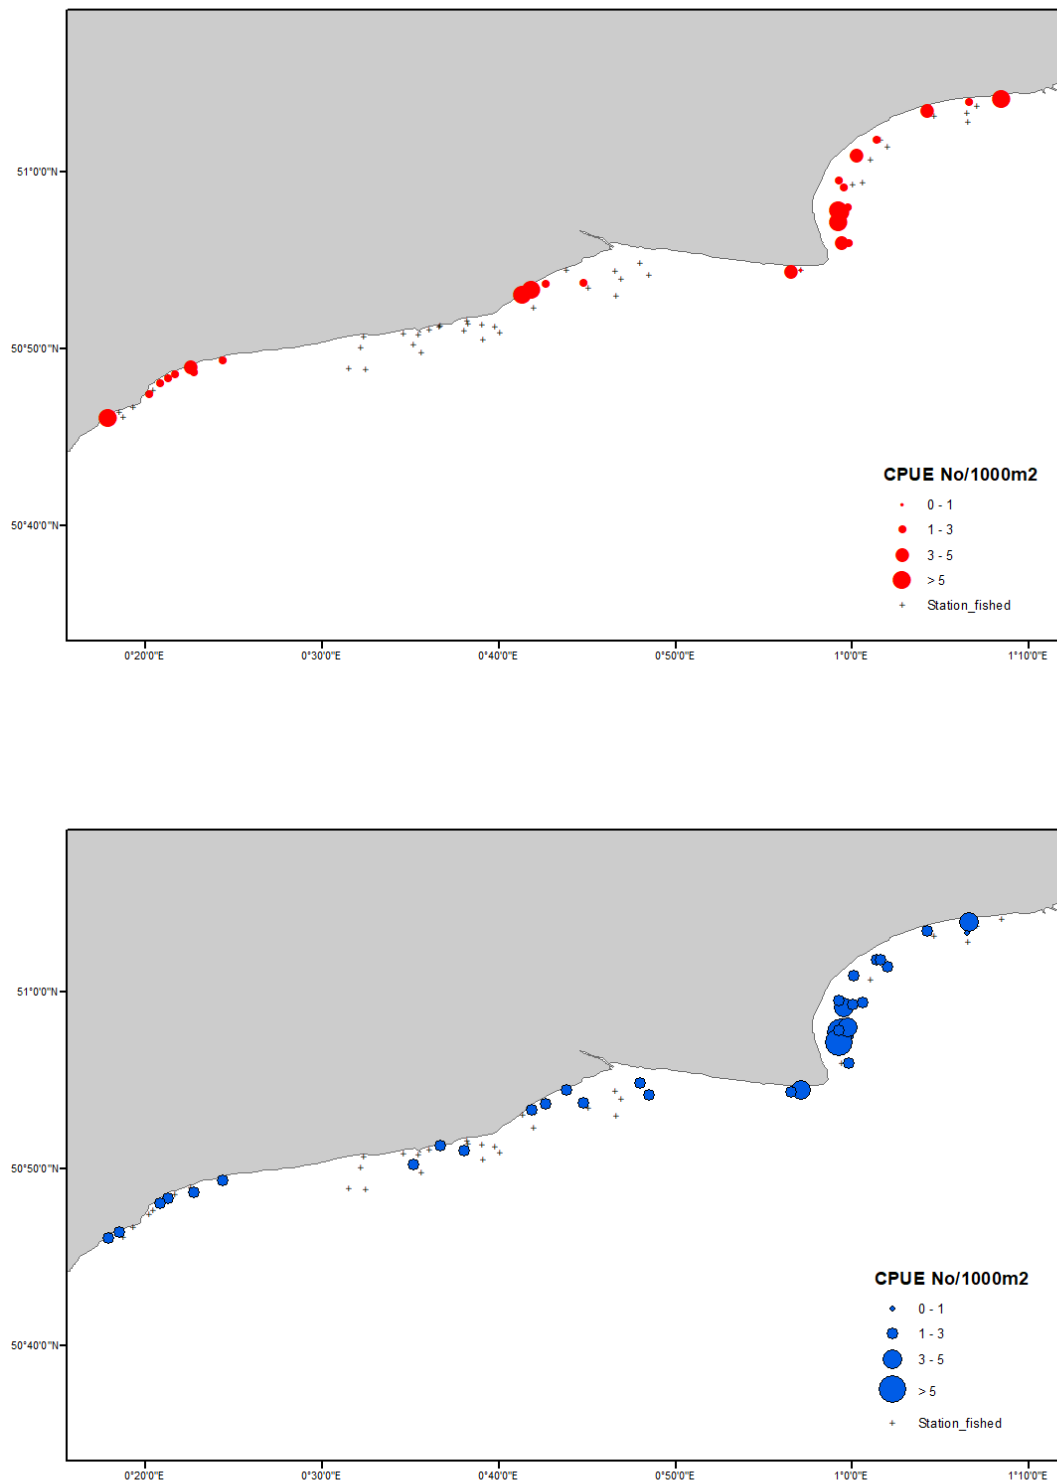 51°0'0"N
50°50'0"N
50°40'0"N
CPUE No/1000m2
0 - 1
1 - 3
3 - 5
> 5
Station_fished
0°20'0"E 0°30'0"E 0°40'0"E 0°50'0"E 1°0'0"E 1°10'0"E
51°0'0"N
50°50'0"N
50°40'0"N
CPUE No/1000m2
0 - 1
1 - 3
3 - 5
> 5
Station_fished
0°20'0"E 0°30'0"E 0°40'0"E 0°50'0"E 1°0'0"E 1°10'0"E